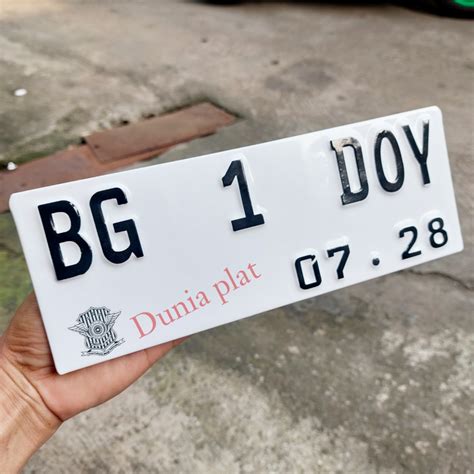 BG 1 DOY
07.28
Dunia plat